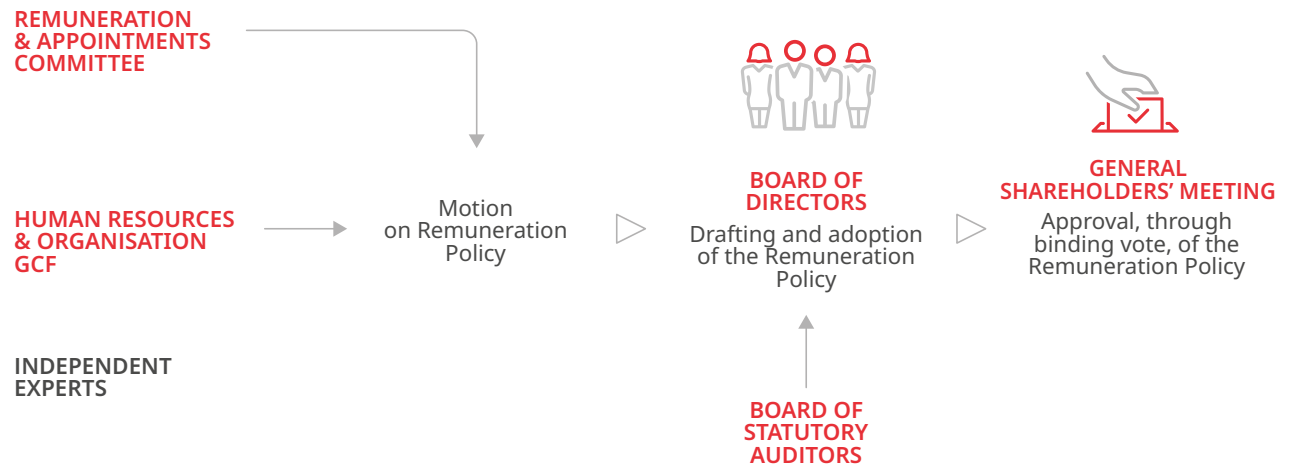 REMUNERATION
& APPOINTMENTS
COMMITTEE
HUMAN RESOURCES
& ORGANISATION
GCF
INDEPENDENT
EXPERTS
Motion
on Remuneration
Policy
BOARD OF
DIRECTORS
Drafting and adoption
of the Remuneration
Policy
BOARD OF
STATUTORY
AUDITORS
GENERAL
SHAREHOLDERS’ MEETING
Approval, through
binding vote, of the
Remuneration Policy